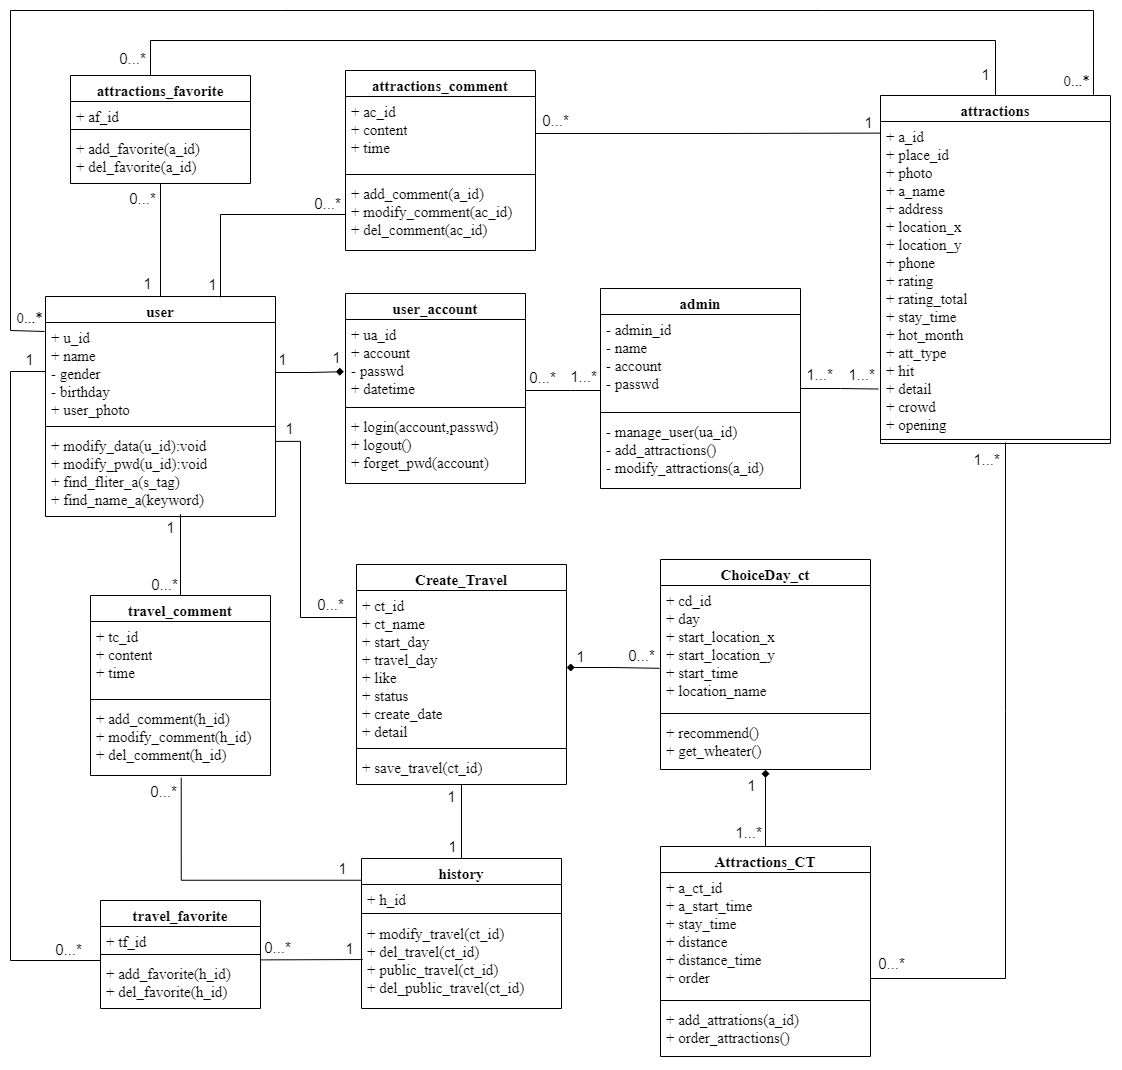 0...*
1
0...*
attractions_favorite
+ af_id
+ add_favorite(a_id)
+ del_favorite(a_id)
0...*
1
attractions_comment
+ ac_id
+ content
+ time
+ add_comment(a_id)
+ modify_comment(ac_id)
+ del_comment(ac_id)
0...*
1
0...*
1
attractions
+ a_id
+ place_id
+ photo
+ a_name
+ address
+ location_x
+ location_y
+ phone
+ rating
+ rating_total
+ stay_time
+ hot_month
+ att_type
+ hit
+ detail
+ crowd
+ opening
1...*
0...*
1
user
+ u_id
+ name
- gender
- birthday
+ user_photo
+ modify_data(u_id):void
+ modify_pwd(u_id):void
+ find_fliter_a(s_tag)
+ find_name_a(keyword)
1
1
1
user_account
+ ua_id
+ account
- passwd
+ datetime
+ login(account,passwd)
+ logout()
+ forget_pwd(account)
0...*
1...*
admin
- admin_id
- name
- account
- passwd
- manage_user(ua_id)
- add_attractions()
- modify_attractions(a_id)
1...*
1...*
1
0...*
travel_comment
+ tc_id
+ content
+ time
+ add_comment(h_id)
+ modify_comment(h_id)
+ del_comment(h_id)
0...*
0...*
Create_Travel
+ ct_id
+ ct_name
+ start_day
+ travel_day
+ like
+ status
+ create_date
+ detail
+ save_travel(ct_id)
1
1
1
0...*
ChoiceDay_ct
+ cd_id
+ day
+ start_location_x
+ start_location_y
+ start_time
+ location_name
+ recommend()
+ get_wheater()
1
1...*
1
history
+ h_id
+ modify_travel(ct_id)
+ del_travel(ct_id)
+ public_travel(ct_id)
+ del_public_travel(ct_id)
travel_favorite
+ tf_id
+ add_favorite(h_id)
+ del_favorite(h_id)
0...*
0...*
1
Attractions_CT
+ a_ct_id
+ a_start_time
+ stay_time
+ distance
+ distance_time
+ order
+ add_attrations(a_id)
+ order_attractions()
0...*